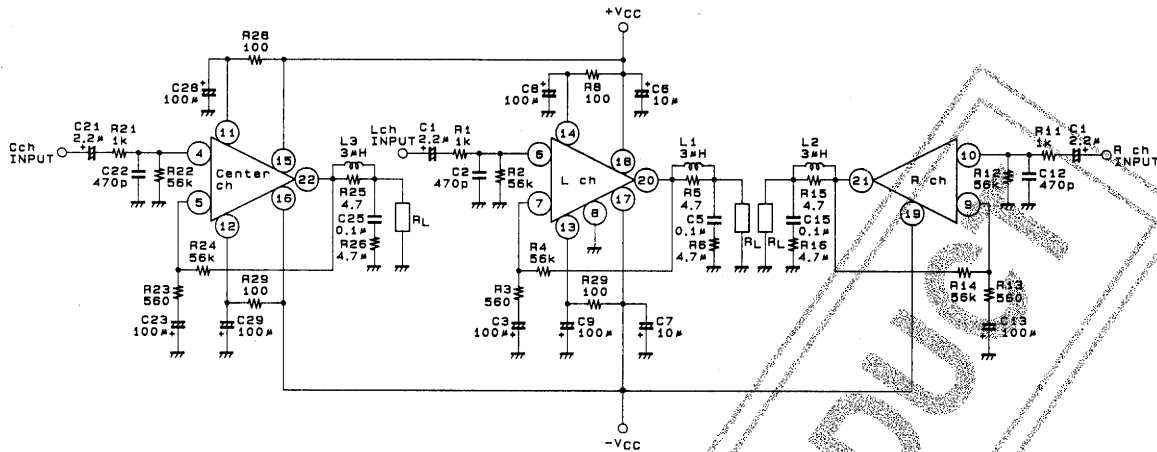 +VCC
R28
100
C28
100µ
C8
100µ
R8
100
C6
10µ
Cch
INPUT
C21
2.2µ
R21
1k
C22
470p
R22
56k
4
5
11
12
15
16
22
Center
ch
L3
3µH
R25
4.7
C25
0.1µ
R26
4.7µ
RL
R24
56k
R23
560
C23
100µ
C29
100µ
R29
100
Lch
INPUT
C1
2.2µ
R1
1k
C2
470p
R2
56k
6
7
14
13
8
18
17
20
L ch
L1
3µH
R5
4.7
C5
0.1µ
R6
4.7µ
RL
R4
56k
R3
560
C3
100µ
C9
100µ
R29
100
C7
10µ
L2
3µH
R15
4.7
C15
0.1µ
R16
4.7µ
RL
21
R ch
19
10
9
R11
1k
C1
2.2µ
R ch
INPUT
R12
56k
C12
470p
R14
56k
R13
560
C13
100µ
-VCC
DUCT